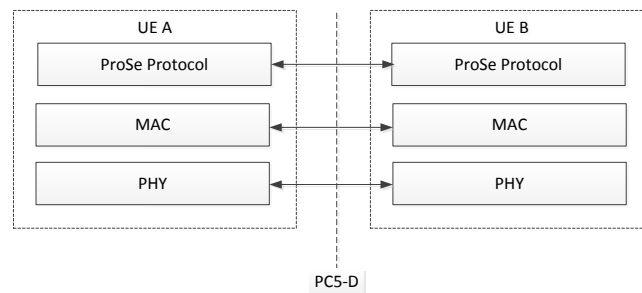 UE A
UE B
ProSe Protocol
ProSe Protocol
MAC
MAC
PHY
PHY
PC5-D